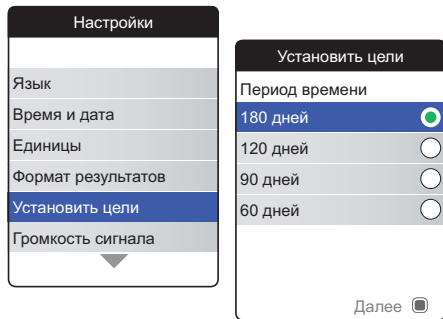 Настройки
Язык
Время и дата
Единицы
Формат результатов
Установить цели
Громкость сигнала
Установить цели
Период времени
180 дней
120 дней
90 дней
60 дней
Далее